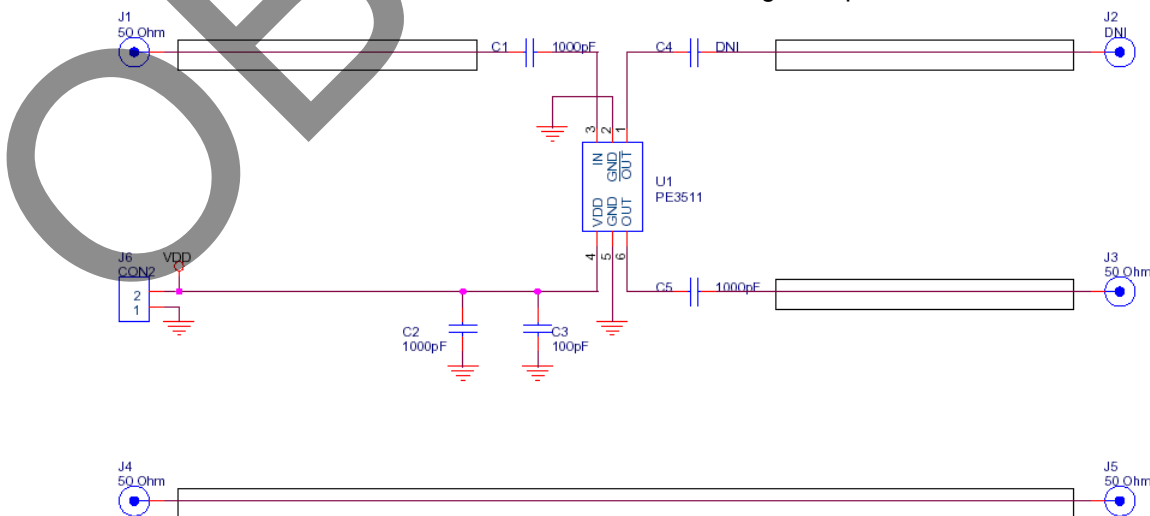 J1
50 Ohm
C1
1000pF
C4
DNI
J2
DNI
3
2
1
IN
GND
OUT
VDD
GND
OUT
U1
PE3511
4
5
6
J6
CON2
VDD
2
1
C2
1000pF
C3
100pF
C5
1000pF
J3
50 Ohm
J4
50 Ohm
J5
50 Ohm